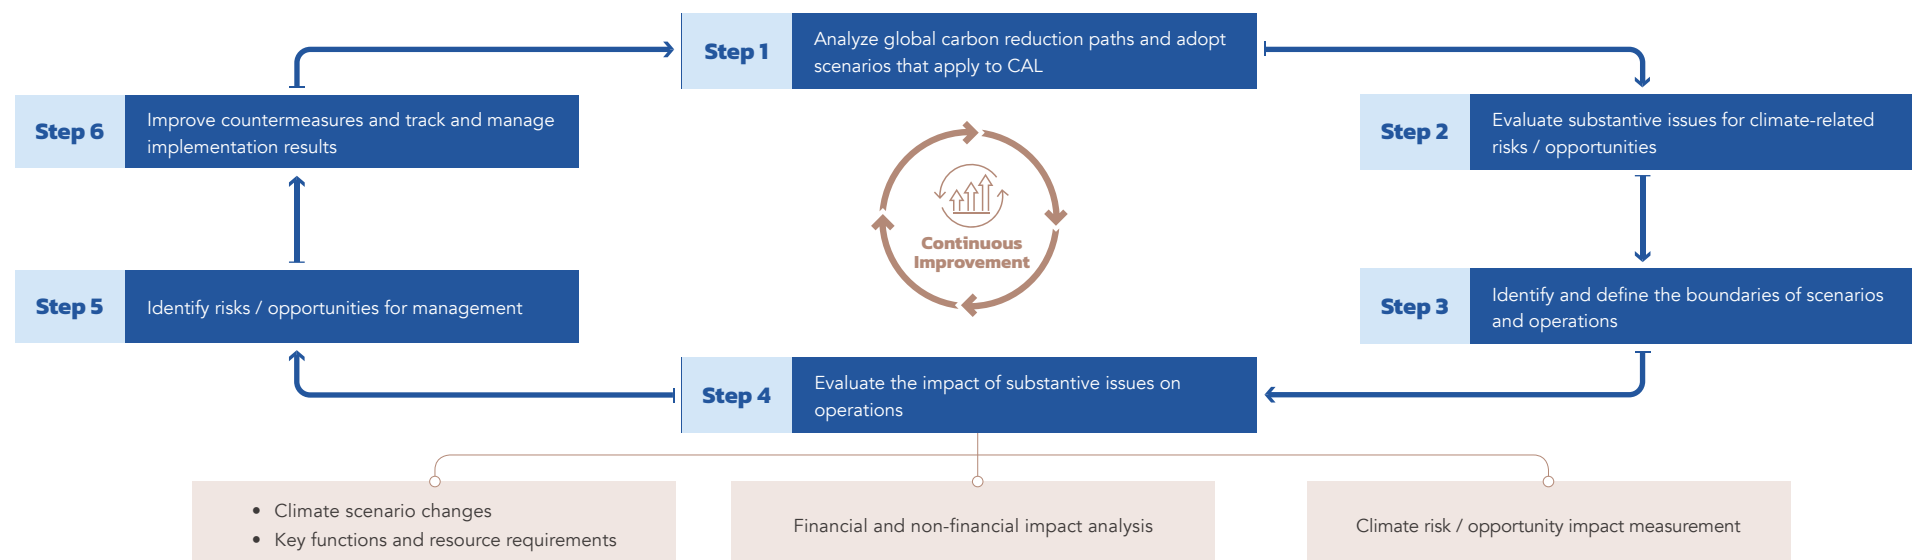 Step 1
Analyze global carbon reduction paths and adopt
scenarios that apply to CAL
Step 2
Evaluate substantive issues for climate-related
risks / opportunities
Step 3
Identify and define the boundaries of scenarios
and operations
Step 4
Evaluate the impact of substantive issues on
operations
Step 5
Identify risks / opportunities for management
Step 6
Improve countermeasures and track and manage
implementation results
Continuous
Improvement
• Climate scenario changes
• Key functions and resource requirements
Financial and non-financial impact analysis
Climate risk / opportunity impact measurement